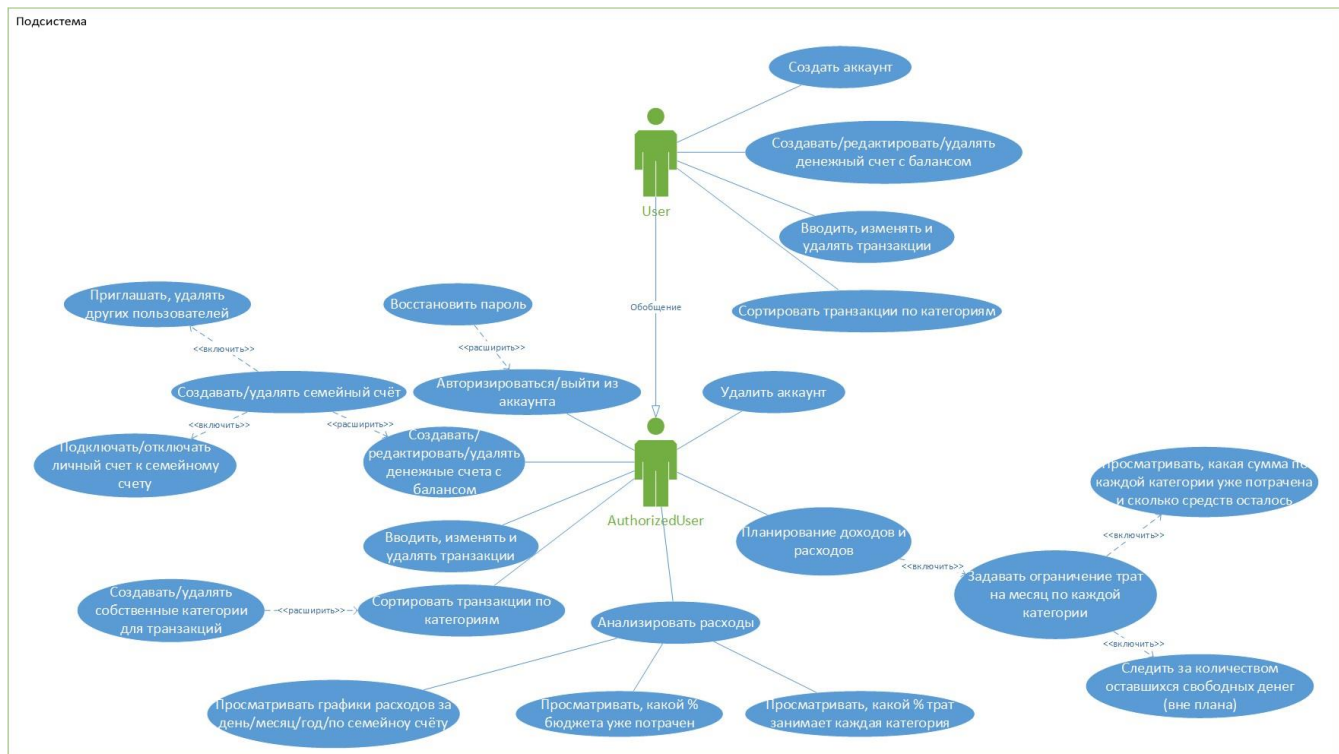 Подсистема
Создать аккаунт
Создавать/редактировать/удалять
денежный счет с балансом
User
Вводить, изменять и
удалять транзакции
Приглашать, удалять
других пользователей
Восстановить пароль
Обобщение
Сортировать транзакции по категориям
<<включить>>
<<расширить>>
Создавать/удалять семейный счёт
Авторизироваться/выйти из
аккаунта
Удалить аккаунт
<<включить>>
<<расширить>>
Подключать/отключать
личный счет к семейному
счету
Создавать/
редактировать/удалять
денежные счета с
балансом
AuthorizedUser
Просматривать, какая сумма по
каждой категории уже потрачена
и сколько средств осталось
Вводить, изменять и
удалять транзакции
Планирование доходов и
расходов
<<включить>>
<<включить>>
Задавать ограничение трат
на месяц по каждой
категории
Создавать/удалять
собственные категории
для транзакций
<<расширить>>
Сортировать транзакции по
категориям
Анализировать расходы
<<включить>>
Просматривать графики расходов за
день/месяц/год/по семейноу счёту
Просматривать, какой %
бюджета уже потрачен
Просматривать, какой % трат
занимает каждая категория
Следить за количеством
оставшихся свободных денег
(вне плана)